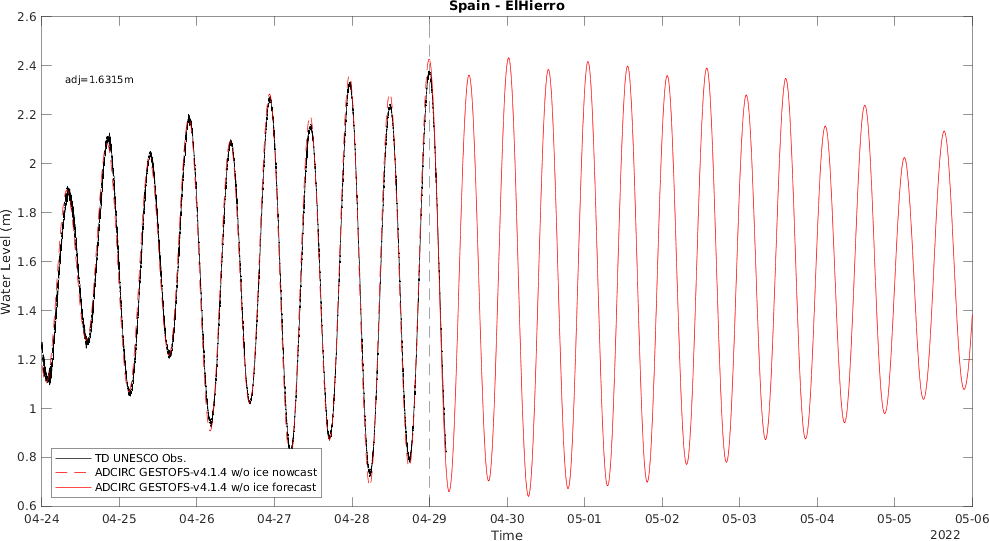 Spain - ElHierro
2.6
2.4
2.2
2
1.8
1.6
1.4
1.2
1
0.8
0.6
Water Level (m)
adj=1.6315m
TD UNESCO Obs.
ADCIRC GESTOFS-v4.1.4 w/o ice nowcast
ADCIRC GESTOFS-v4.1.4 w/o ice forecast
04-24 04-25 04-26 04-27 04-28 04-29 04-30 05-01 05-02 05-03 05-04 05-05 05-06
Time
2022